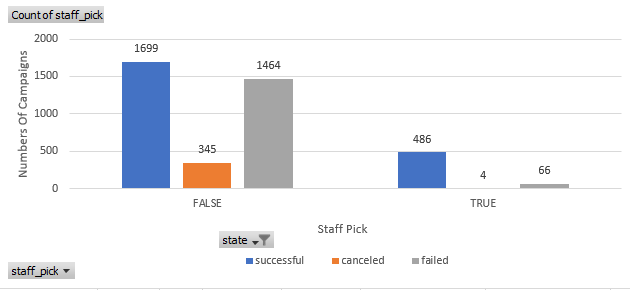 Count of staff_pick
Numbers Of Campaigns
2000
1500
1000
500
0
1699
345
1464
486
4
66
FALSE
TRUE
Staff Pick
state
successful
canceled
failed
staff_pick